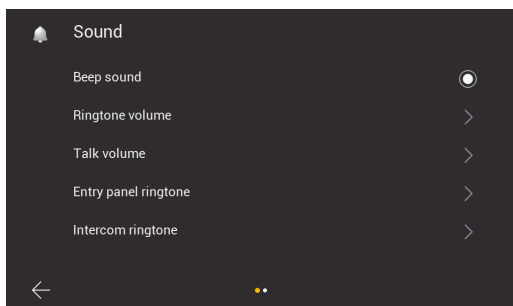 Sound
Beep sound
Ringtone volume
Talk volume
Entry panel ringtone
Intercom ringtone